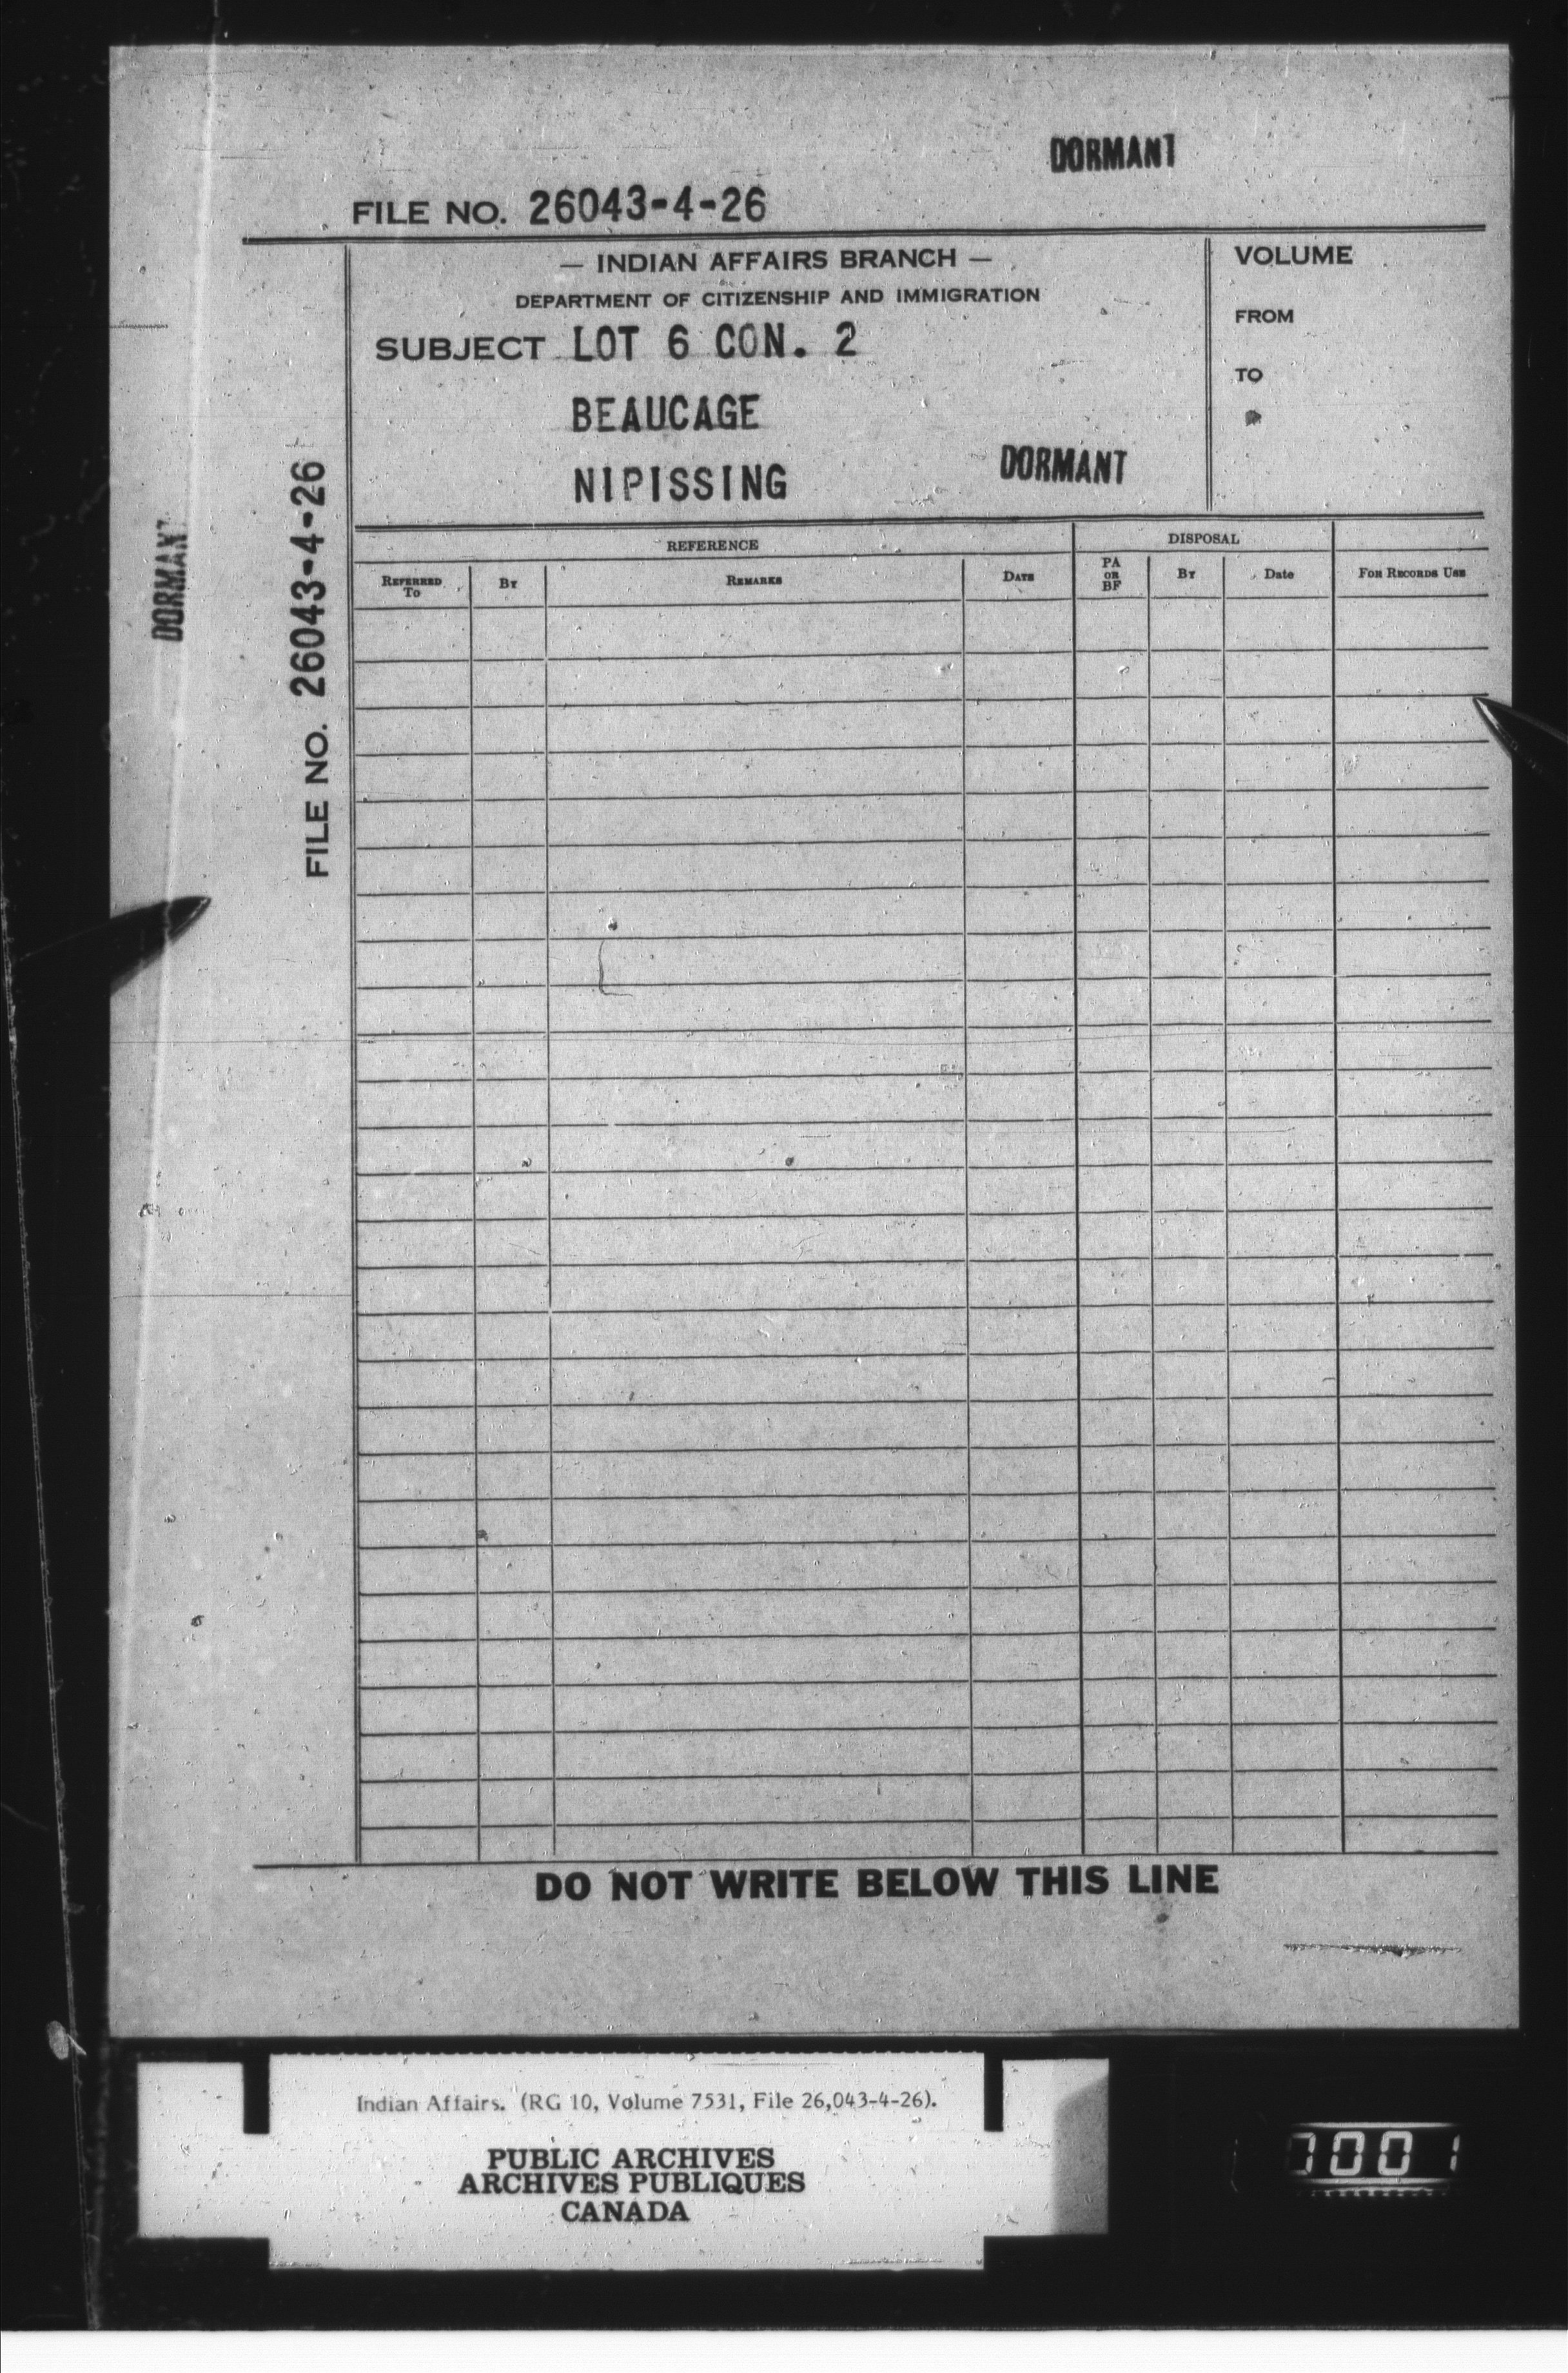 DORMANT
FILE NO. 26043-4-26
— INDIAN AFFAIRS BRANCH —
DEPARTMENT OF CITIZENSHIP AND IMMIGRATION
SUBJECT LOT 6 CON. 2
BEAUCAGE
NIPISSING
DORMANT
VOLUME
FROM
TO
DORMANT
FILE NO. 26043-4-26
REFERENCE
DISPOSAL
REFERRED TO
BY
REMARKS
DATE
PA OR BF
BY
Date
FOR RECORDS USE
DO NOT WRITE BELOW THIS LINE
Indian Affairs. (RG 10, Volume 7531, File 26,043-4-26).
PUBLIC ARCHIVES
ARCHIVES PUBLIQUES
CANADA